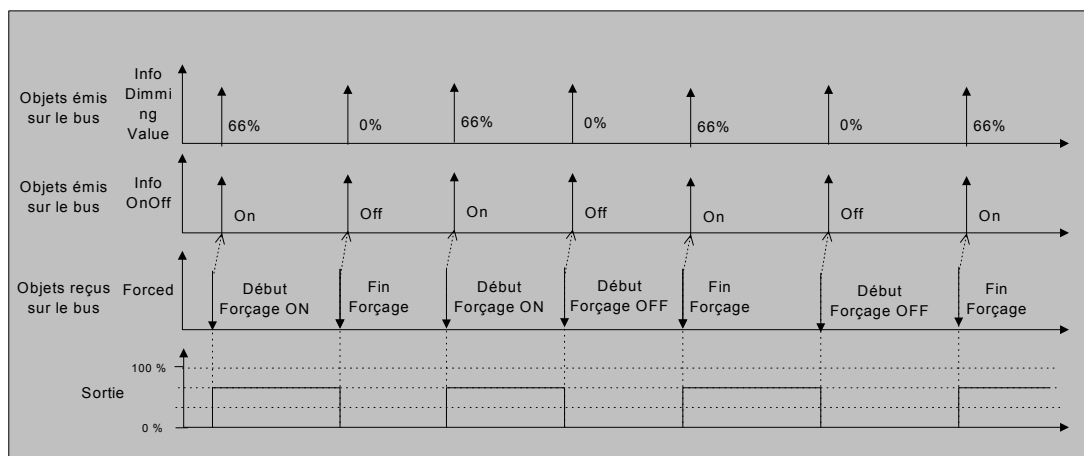 Info
Dimmi
ng
Value
Objets émis
sur le bus
66%
0%
66%
0%
66%
0%
66%
Objets émis
sur le bus
Info
OnOff
On
Off
On
Off
On
Off
On
Objets reçus
sur le bus
Forced
Début
Forçage ON
Fin
Forçage
Début
Forçage ON
Début
Forçage OFF
Fin
Forçage
Début
Forçage OFF
Fin
Forçage
100 %
Sortie
0 %